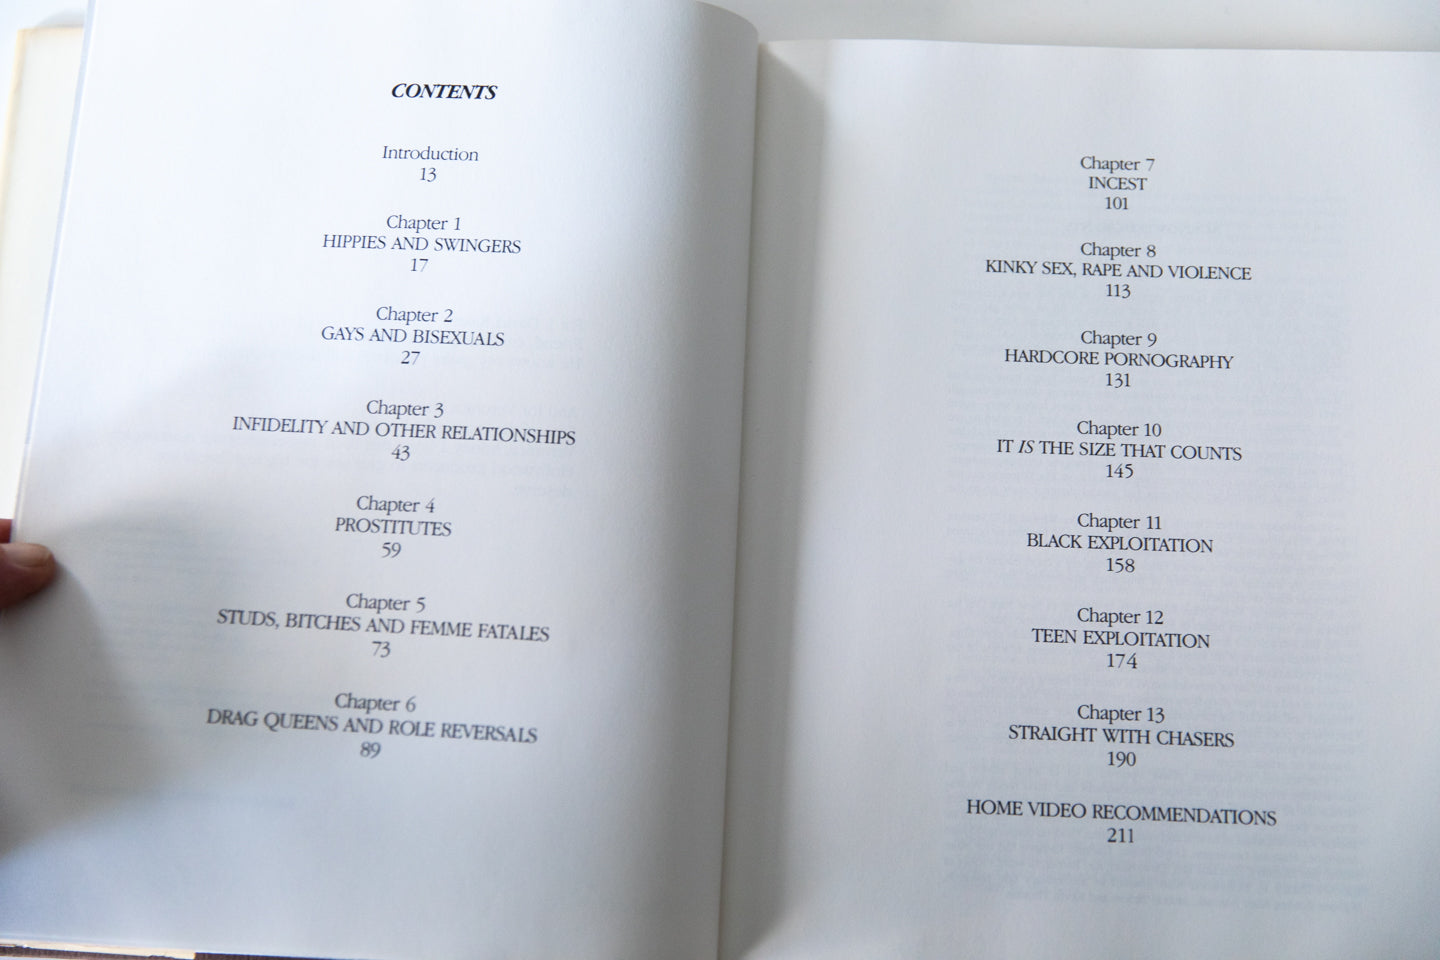 CONTENTS
Introduction
13
Chapter 1
HIPPIES AND SWINGERS
17
Chapter 2
GAYS AND BISEXUALS
27
Chapter 3
INFIDELITY AND OTHER RELATIONSHIPS
43
Chapter 4
PROSTITUTES
59
Chapter 5
STUDS, BITCHES AND FEMME FATALES
73
Chapter 6
DRAG QUEENS AND ROLE REVERSALS
89
Chapter 7
INCEST
101
Chapter 8
KINKY SEX, RAPE AND VIOLENCE
113
Chapter 9
HARDCORE PORNOGRAPHY
131
Chapter 10
IT IS THE SIZE THAT COUNTS
145
Chapter 11
BLACK EXPLOITATION
158
Chapter 12
TEEN EXPLOITATION
174
Chapter 13
STRAIGHT WITH CHASERS
190
HOME VIDEO RECOMMENDATIONS
211